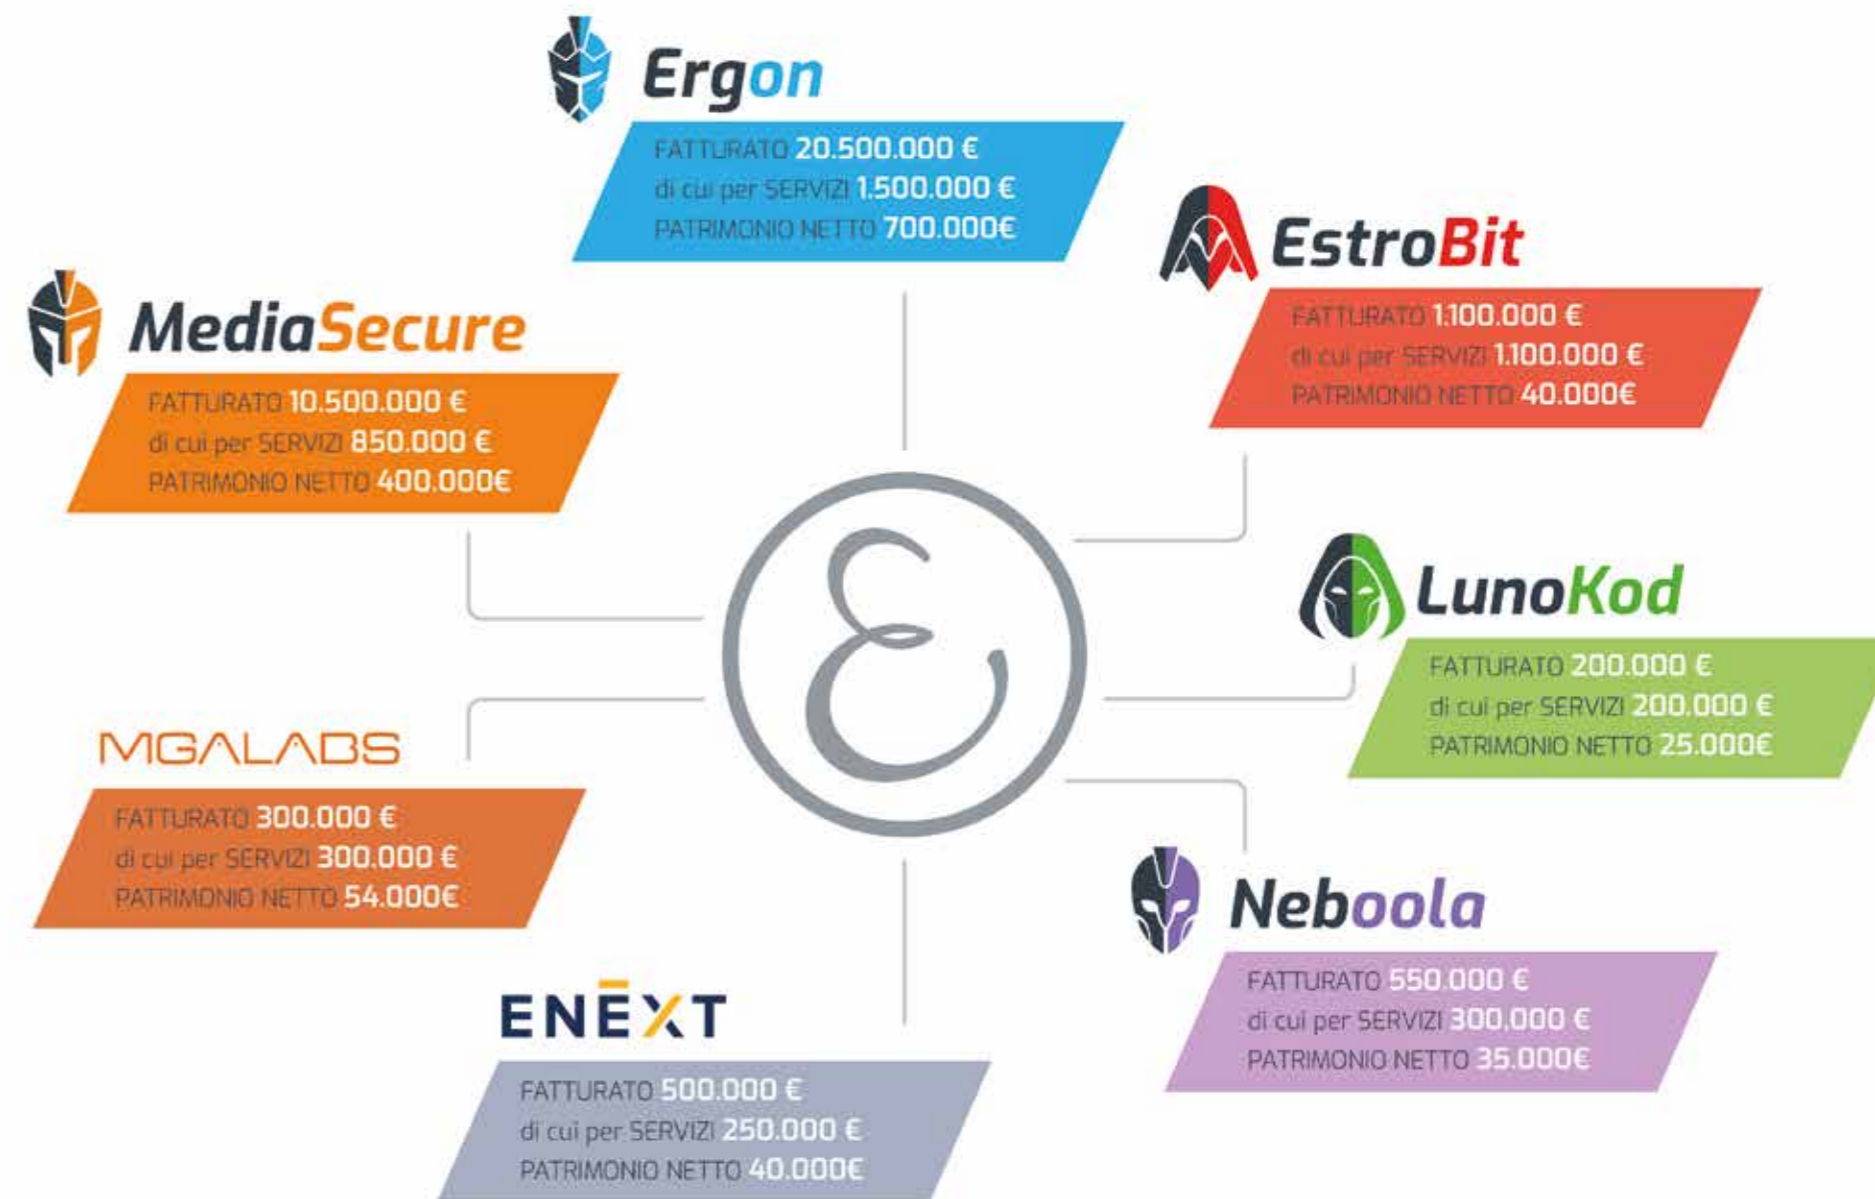 Ergon
FATTURATO 20.500.000 €
di cui per SERVIZI 1.500.000 €
PATRIMONIO NETTO 700.000€
EstroBit
FATTURATO 1.100.000 €
di cui per SERVIZI 1.100.000 €
PATRIMONIO NETTO 40.000€
MediaSecure
FATTURATO 10.500.000 €
di cui per SERVIZI 850.000 €
PATRIMONIO NETTO 400.000€
LunoKod
FATTURATO 200.000 €
di cui per SERVIZI 200.000 €
PATRIMONIO NETTO 25.000€
MGALABS
FATTURATO 300.000 €
di cui per SERVIZI 300.000 €
PATRIMONIO NETTO 54.000€
Neboola
FATTURATO 550.000 €
di cui per SERVIZI 300.000 €
PATRIMONIO NETTO 35.000€
ENĒXT
FATTURATO 500.000 €
di cui per SERVIZI 250.000 €
PATRIMONIO NETTO 40.000€